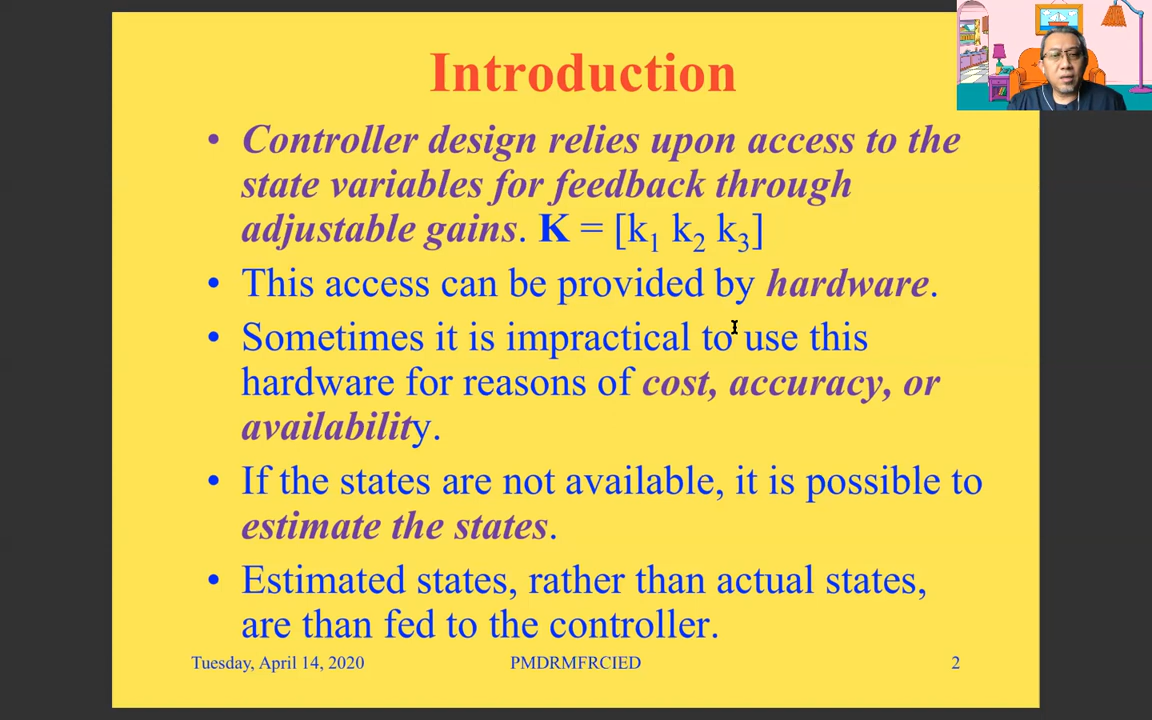 Introduction
• Controller design relies upon access to the
state variables for feedback through
adjustable gains. K = [k₁ k₂ k₃]
• This access can be provided by hardware.
• Sometimes it is impractical to use this
hardware for reasons of cost, accuracy, or
availability.
• If the states are not available, it is possible to
estimate the states.
• Estimated states, rather than actual states,
are than fed to the controller.
Tuesday, April 14, 2020 PMDRMFRCIED 2